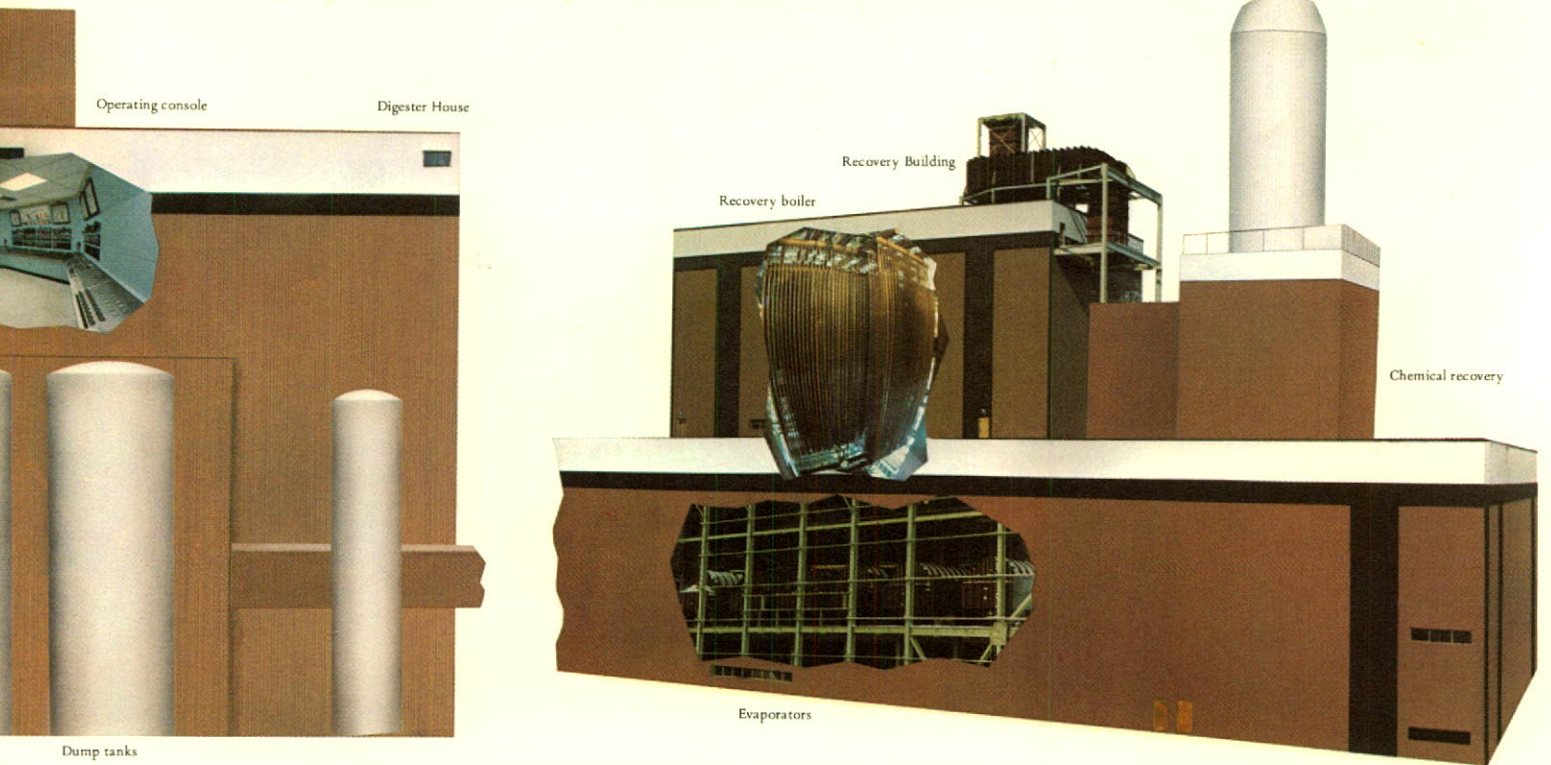 Operating console
Digester House
Recovery Building
Recovery boiler
Chemical recovery
Evaporators
Dump tanks